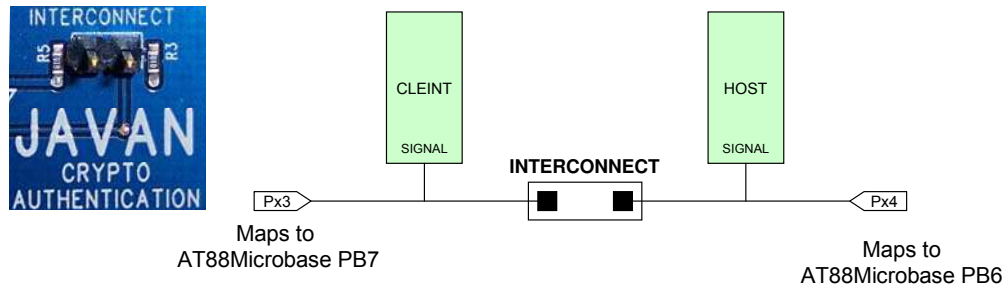 INTERCONNECT
R5
R3
JAVAN
CRYPTO
AUTHENTICATION
CLEINT
SIGNAL
HOST
SIGNAL
INTERCONNECT
Px3
Px4
Maps to
AT88Microbase PB7
Maps to
AT88Microbase PB6